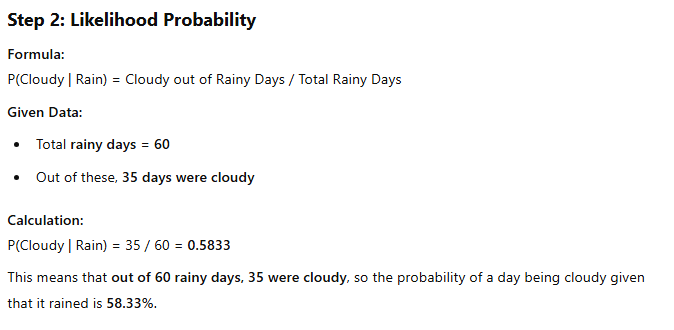 Step 2: Likelihood Probability
Formula:
P(Cloudy | Rain) = Cloudy out of Rainy Days / Total Rainy Days
Given Data:
• Total rainy days = 60
• Out of these, 35 days were cloudy
Calculation:
P(Cloudy | Rain) = 35 / 60 = 0.5833
This means that out of 60 rainy days, 35 were cloudy, so the probability of a day being cloudy given
that it rained is 58.33%.